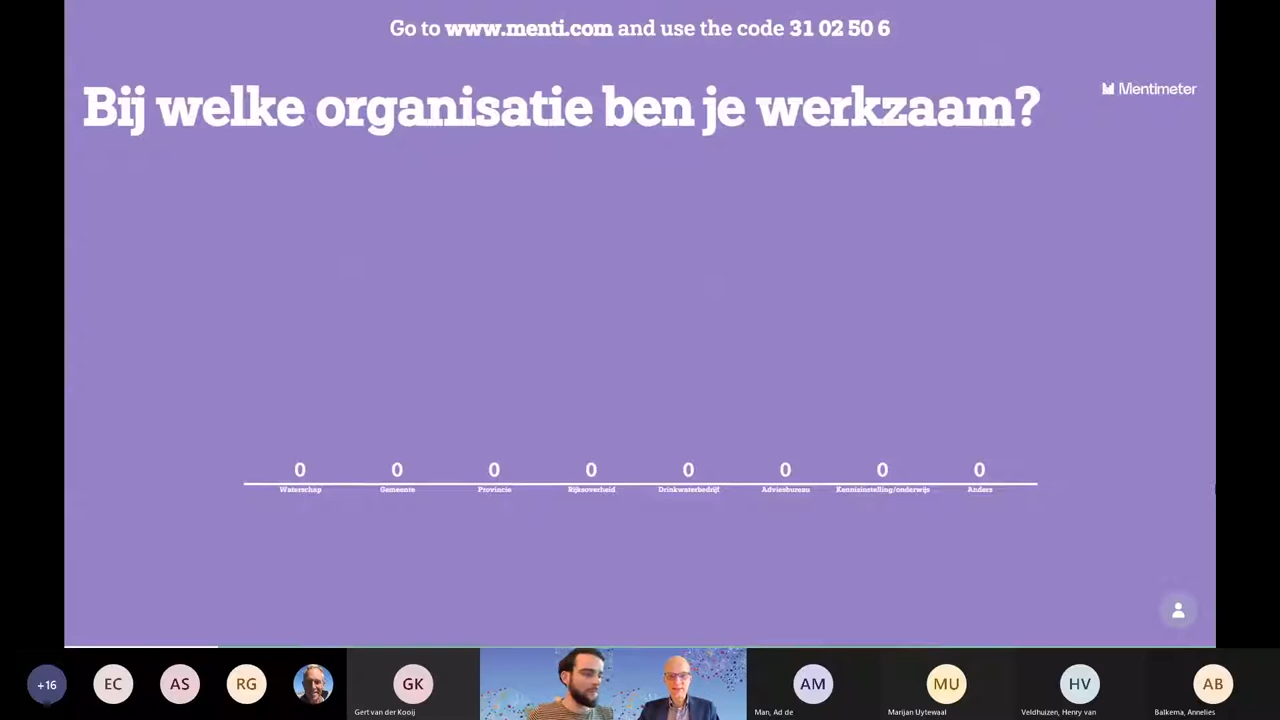 Go to www.menti.com and use the code 31 02 50 6
Bij welke organisatie ben je werkzaam?
Mentimeter
0 0 0 0 0 0 0 0
Waterschap Gemeente Provincie Rijksoverheid Drinkwaterbedrijf Adviesbureau Kennisinstelling/onderwijs Anders
+16 EC AS RG GK AM MU HV AB
Gert van der Kooij Man, Ad de Marijan Uytewaal Veldhuizen, Henry van Balkema, Annelies